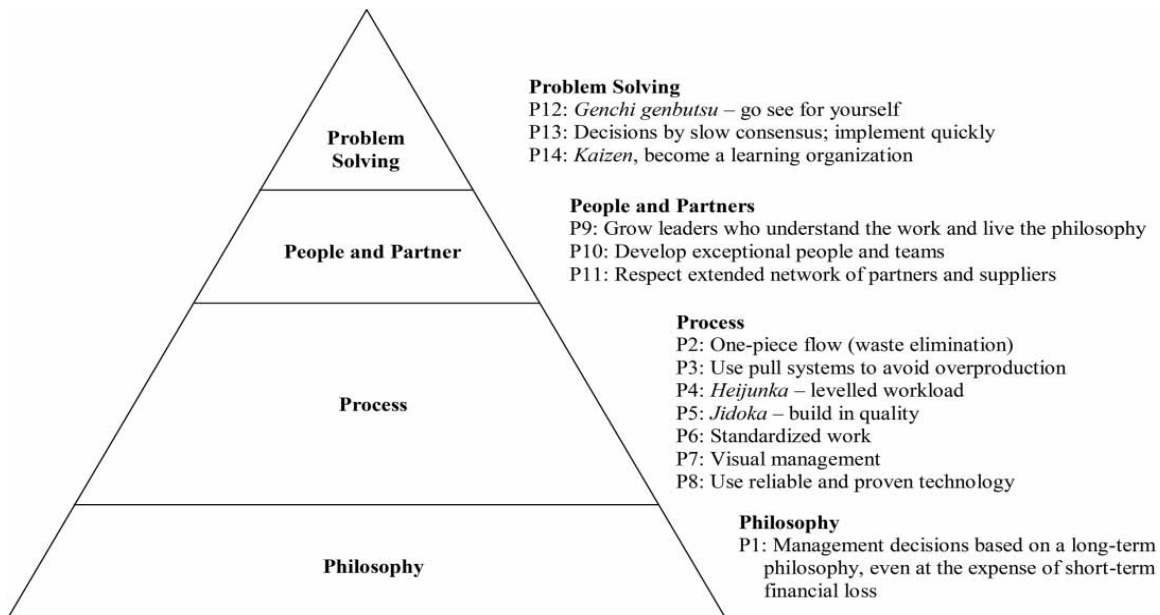 Problem Solving
P12: Genchi genbutsu – go see for yourself
P13: Decisions by slow consensus; implement quickly
P14: Kaizen, become a learning organization
Problem
Solving
People and Partners
P9: Grow leaders who understand the work and live the philosophy
P10: Develop exceptional people and teams
P11: Respect extended network of partners and suppliers
People and Partner
Process
P2: One-piece flow (waste elimination)
P3: Use pull systems to avoid overproduction
P4: Heijunka – levelled workload
P5: Jidoka – build in quality
P6: Standardized work
P7: Visual management
P8: Use reliable and proven technology
Process
Philosophy
P1: Management decisions based on a long-term
philosophy, even at the expense of short-term
financial loss
Philosophy